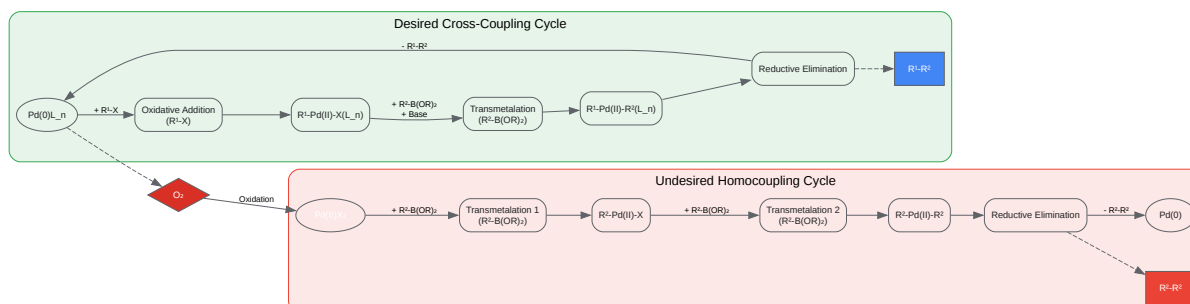 Desired Cross-Coupling Cycle
- R¹-R²
Reductive Elimination
R¹-R²
Pd(0)L_n
+ R¹-X
Oxidative Addition
(R¹-X)
R¹-Pd(II)-X(L_n)
+ R²-B(OR)₂
+ Base
Transmetalation
(R²-B(OR)₂)
R¹-Pd(II)-R²(L_n)
O₂
Oxidation
Undesired Homocoupling Cycle
Pd(II)X₂
+ R²-B(OR)₂
Transmetalation 1
(R²-B(OR)₂)
R²-Pd(II)-X
+ R²-B(OR)₂
Transmetalation 2
(R²-B(OR)₂)
R²-Pd(II)-R²
Reductive Elimination
- R²-R²
Pd(0)
R²-R²